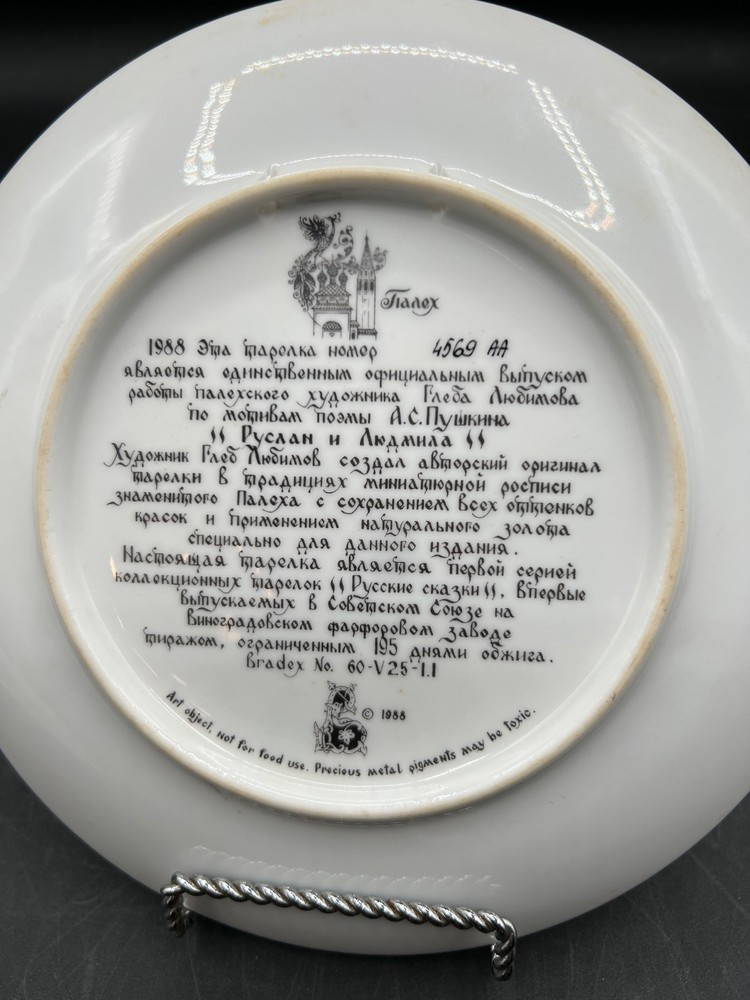 Палех
1988 Эта тарелка номер 4569 AA
является единственным официальным выпуском
работы палехского художника Глеба Любимова
по мотивам поэмы А.С.Пушкина
"Руслан и Людмила"
Художник Глеб Любимов создал авторский оригинал
тарелки в традициях миниатюрной росписи
знаменитого Палеха с сохранением всех оттенков
красок и применением натурального золота
специально для данного издания.
Настоящая тарелка является первой серией
коллекционных тарелок "Русские сказки", впервые
выпускаемых в Советском Союзе на
Виноградовском фарфоровом заводе
тиражом, ограниченным 195 днями обжига.
Bradex No. 60-V25-1.1
© 1988
Art object, not for food use. Precious metal pigments may be toxic.